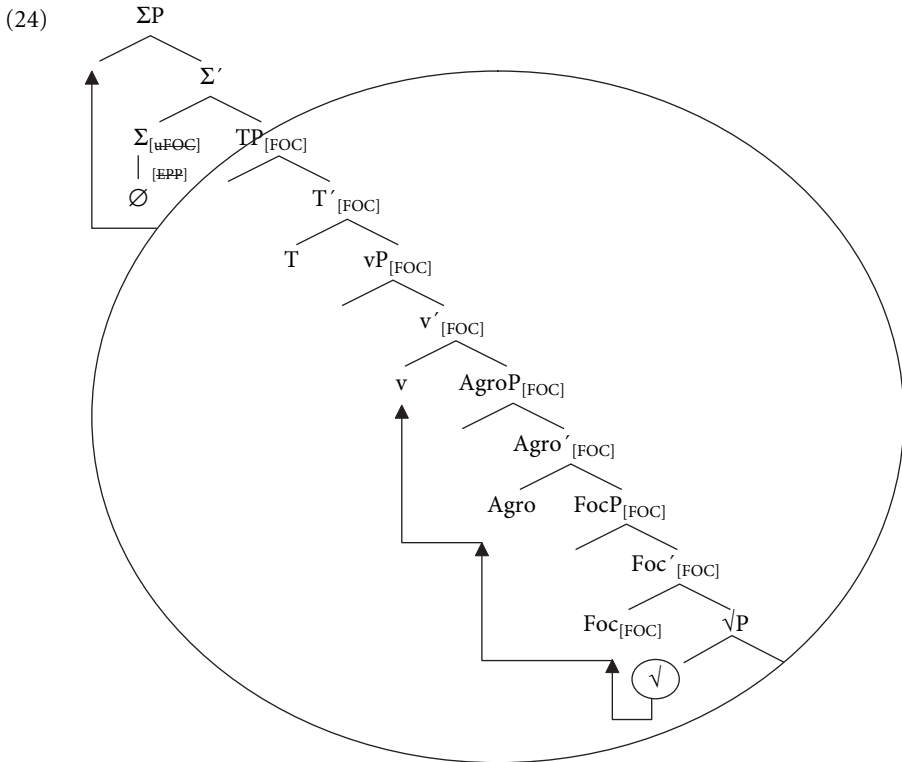 (24)
ΣP
Σ′
Σ[uFOC] TP[FOC]
[EPP]
∅
T′[FOC]
T vP[FOC]
v′[FOC]
v AgroP[FOC]
Agro′[FOC]
Agro FocP[FOC]
Foc′[FOC]
Foc[FOC] √P
√